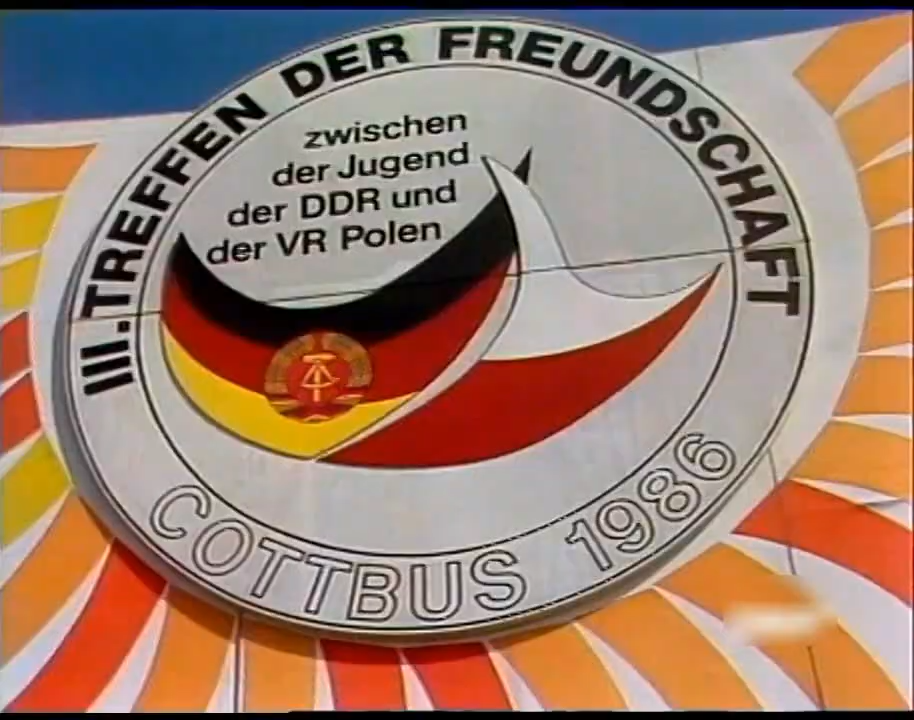 III. TREFFEN DER FREUNDSCHAFT
zwischen
der Jugend
der DDR und
der VR Polen
COTTBUS 1986